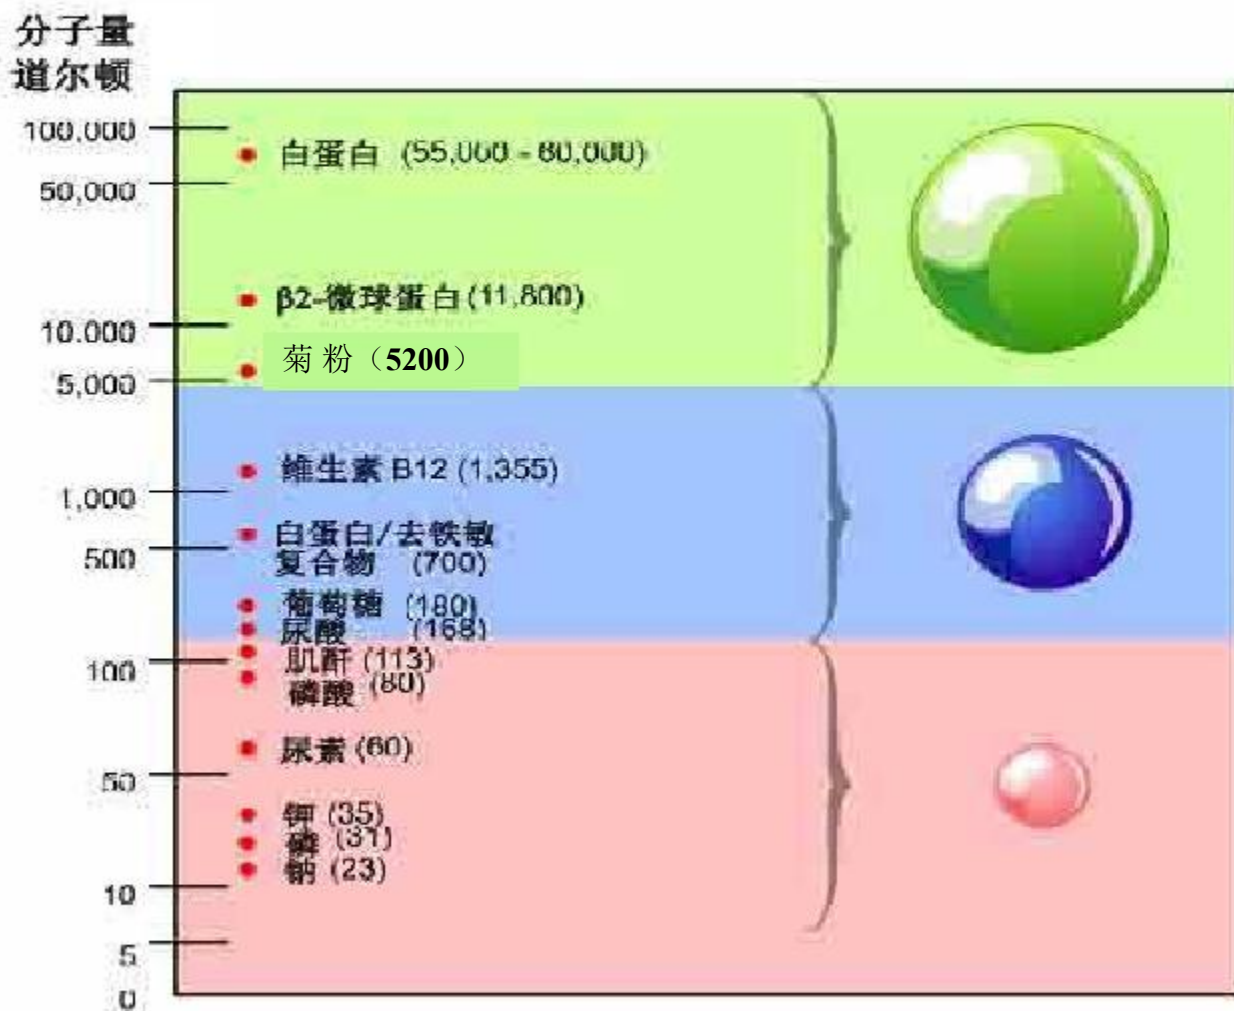 分子量
道尔顿
100,000
白蛋白 (55,000 - 60,000)
50,000
β2-微球蛋白(11,800)
10,000
菊 粉（5200）
5,000
维生素 B12 (1,355)
1,000
白蛋白/去铁敏
500
复合物 (700)
葡萄糖 (180)
尿酸 (168)
肌酐 (113)
100
磷酸 (80)
尿素 (60)
50
钾 (35)
磷 (31)
钠 (23)
10
5
0